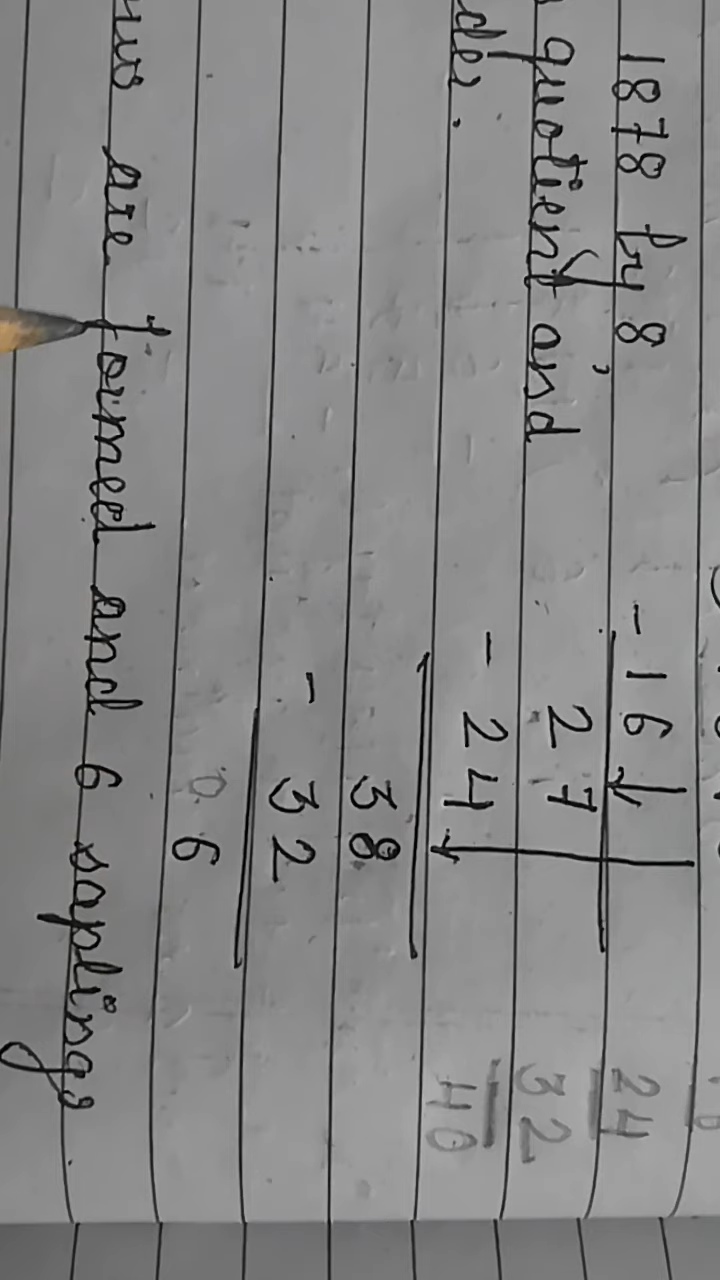 1878 by 8
quotient and
der.
- 16
27
- 24
38
- 32
0 6
are formed and 6 saplings
24
32
40